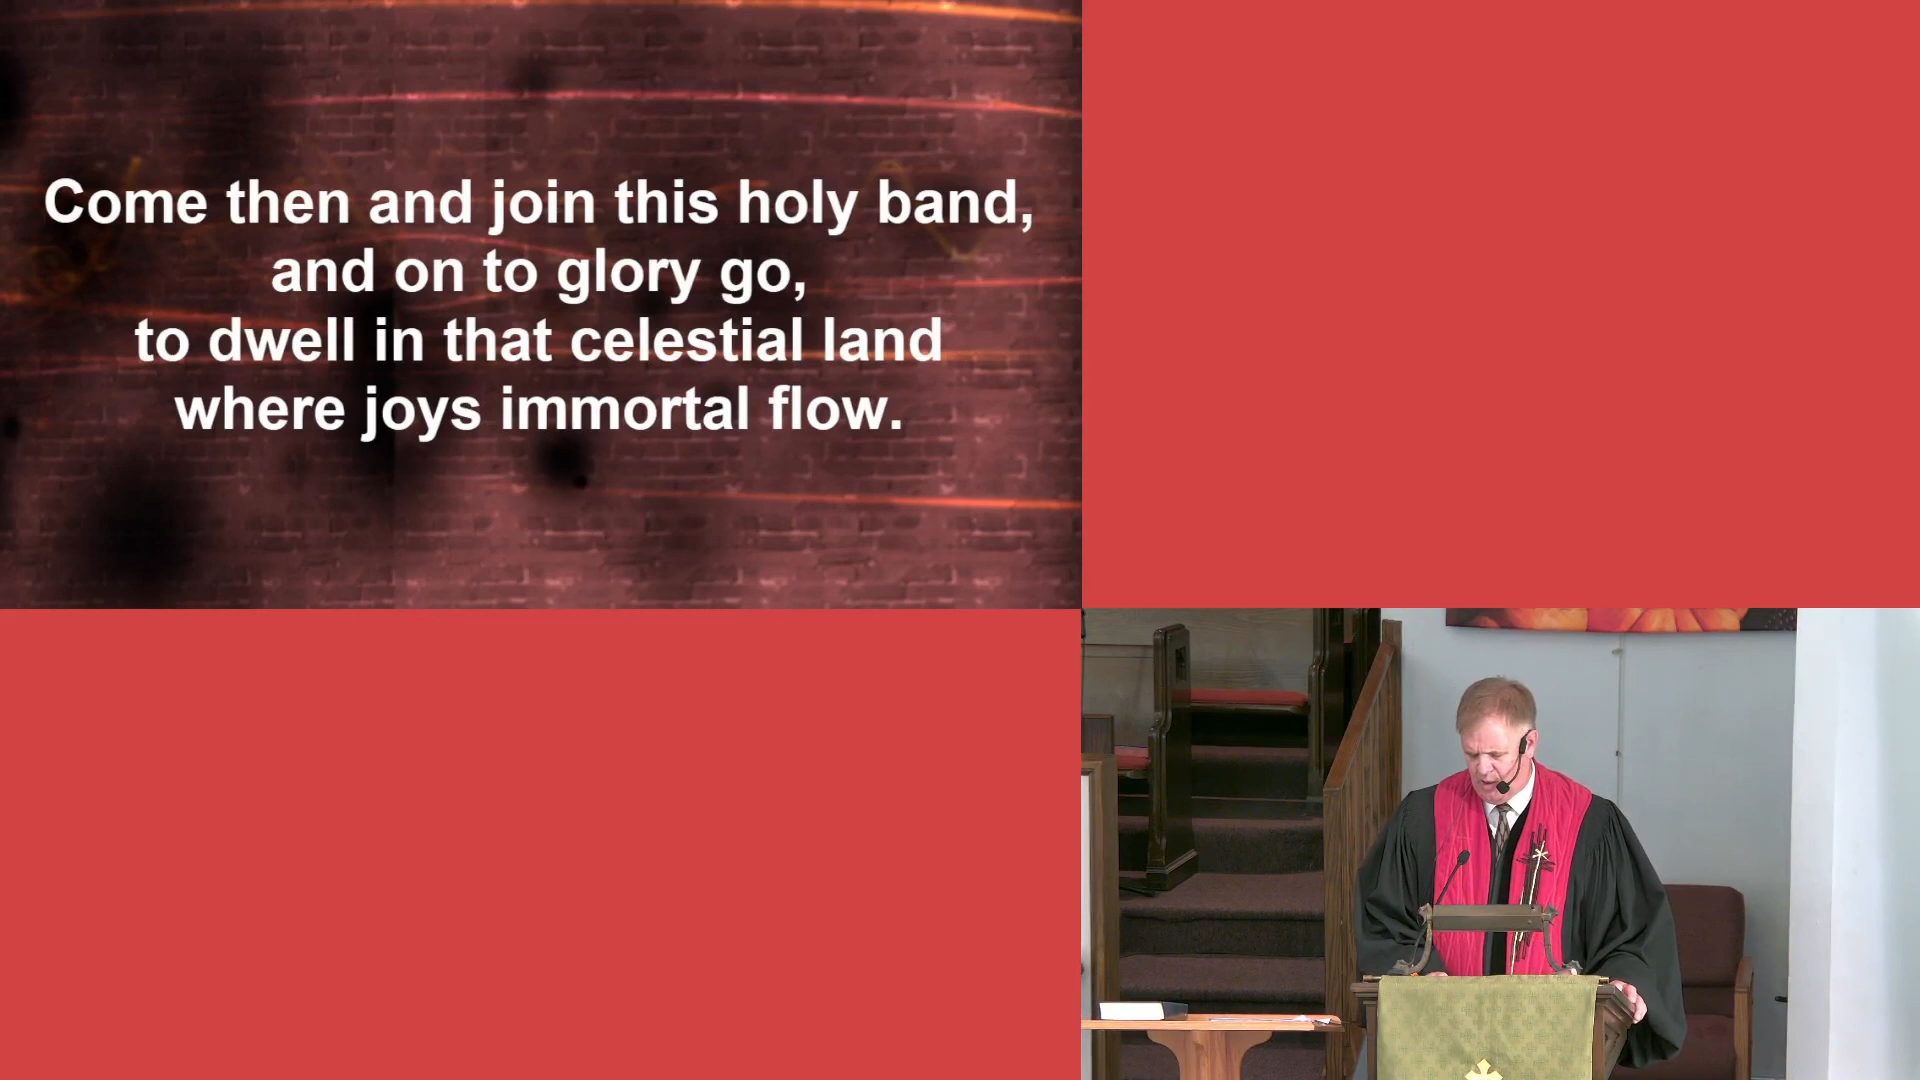 Come then and join this holy band,
and on to glory go,
to dwell in that celestial land
where joys immortal flow.